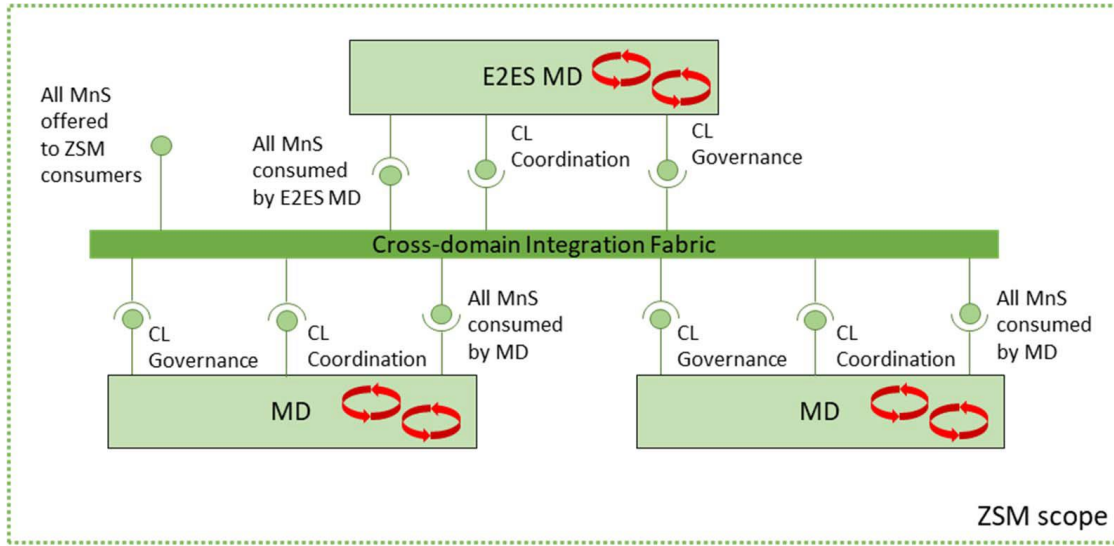 E2ES MD
All MnS
offered
to ZSM
consumers
All MnS
consumed
by E2ES MD
CL
Coordination
CL
Governance
Cross-domain Integration Fabric
CL
Governance
CL
Coordination
All MnS
consumed
by MD
CL
Governance
CL
Coordination
All MnS
consumed
by MD
MD
MD
ZSM scope